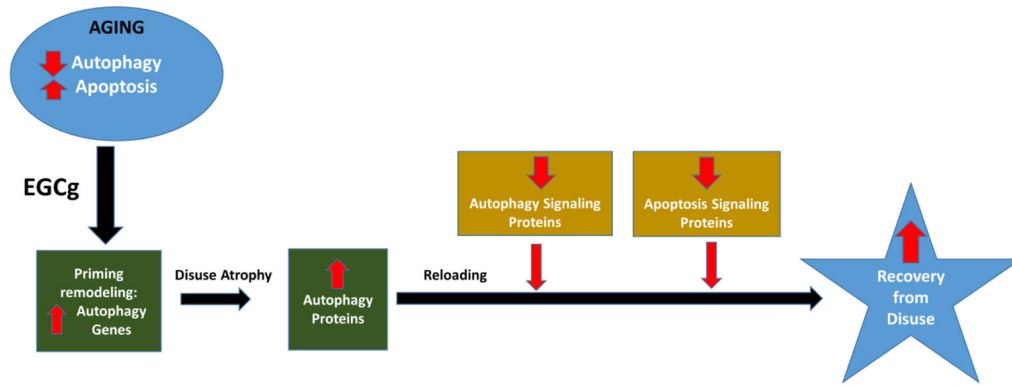 AGING
Autophagy
Apoptosis
EGCg
Priming
remodeling:
Autophagy
Genes
Disuse Atrophy
Autophagy
Proteins
Reloading
Autophagy Signaling
Proteins
Apoptosis Signaling
Proteins
Recovery
from
Disuse